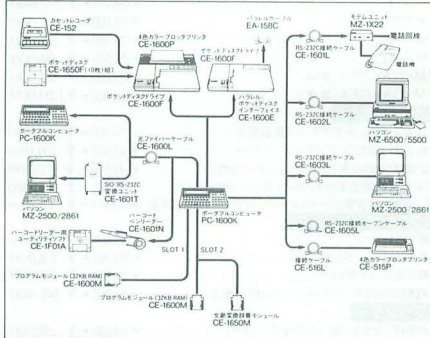 カセットレコーダ
CE-152
ポケットディスク
CE-1650F(10枚1組)
4色カラープロッタプリンタ
CE-1600P
ポケットディスクドライブ
CE-1600F
ポケットディスクドライブ
CE-1600F
パラレルケーブル
EA-158C
パラレル/
ポケットディスク
インターフェイス
CE-1600E
モデムユニット
MZ-1X22
電話回線
電話機
RS-232C接続ケーブル
CE-1601L
RS-232C接続ケーブル
CE-1602L
パソコン
MZ-6500/5500
RS-232C接続ケーブル
CE-1603L
パソコン
MZ-2500/2861
RS-232C接続オープンケーブル
CE-1605L
接続ケーブル
CE-516L
4色カラープロッタプリンタ
CE-515P
ポータブルコンピュータ
PC-1600K
光ファイバーケーブル
CE-1600L
パソコン
MZ-2500/2861
SIO/RS-232C
変換ユニット
CE-1601T
バーコード
ペンリーダー
CE-1601N
バーコードリーダー用
ユーティリティソフト
CE-1F01A
ポータブルコンピュータ
PC-1600K
SLOT 1
SLOT 2
プログラムモジュール(32KB RAM)
CE-1600M
プログラムモジュール(32KB RAM)
CE-1600M
文節変換辞書モジュール
CE-1650M